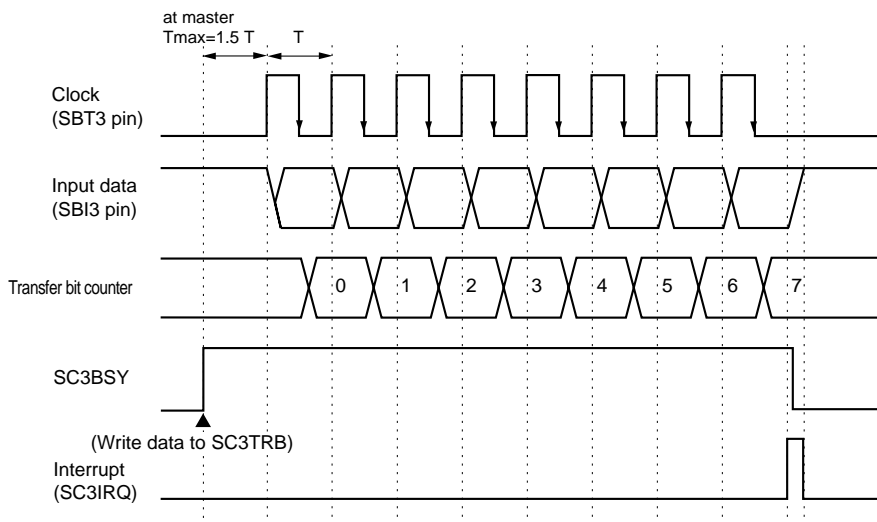 at master
Tmax=1.5 T
T
Clock
(SBT3 pin)
Input data
(SBI3 pin)
Transfer bit counter
0 1 2 3 4 5 6 7
SC3BSY
(Write data to SC3TRB)
Interrupt
(SC3IRQ)